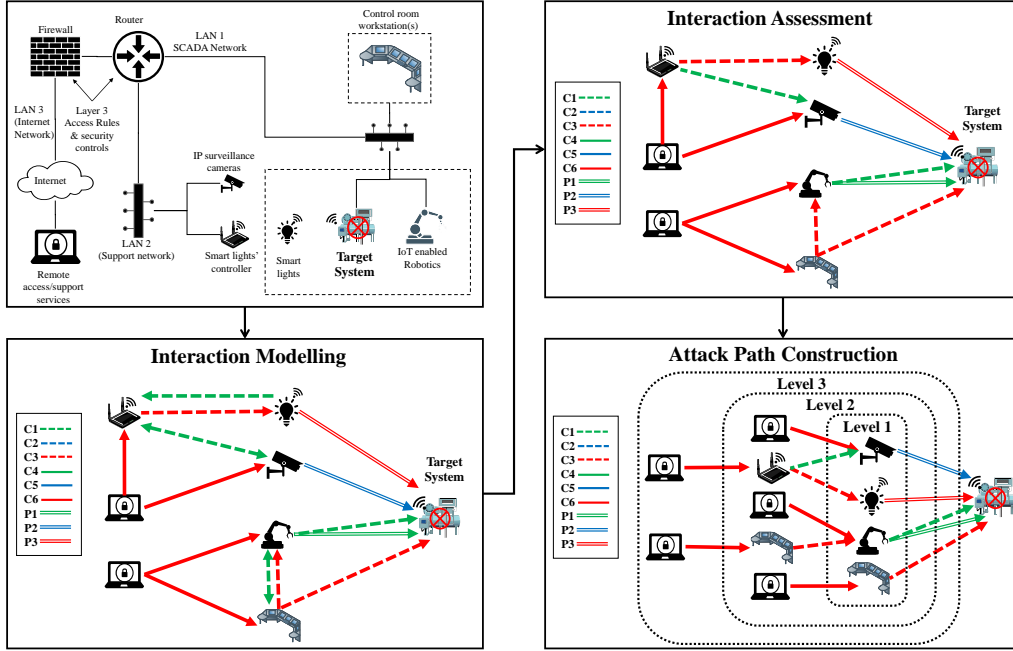 Firewall
Router
LAN 1
SCADA Network
Control room
workstation(s)
LAN 3
(Internet
Network)
Layer 3
Access Rules
& security
controls
Internet
IP surveillance
cameras
LAN 2
(Support network)
Smart lights'
controller
Smart
lights
Target
System
IoT enabled
Robotics
Remote
access/support
services
Interaction Assessment
C1
C2
C3
C4
C5
C6
P1
P2
P3
Target
System
Interaction Modelling
C1
C2
C3
C4
C5
C6
P1
P2
P3
Target
System
Attack Path Construction
Level 3
Level 2
Level 1
C1
C2
C3
C4
C5
C6
P1
P2
P3
Target
System